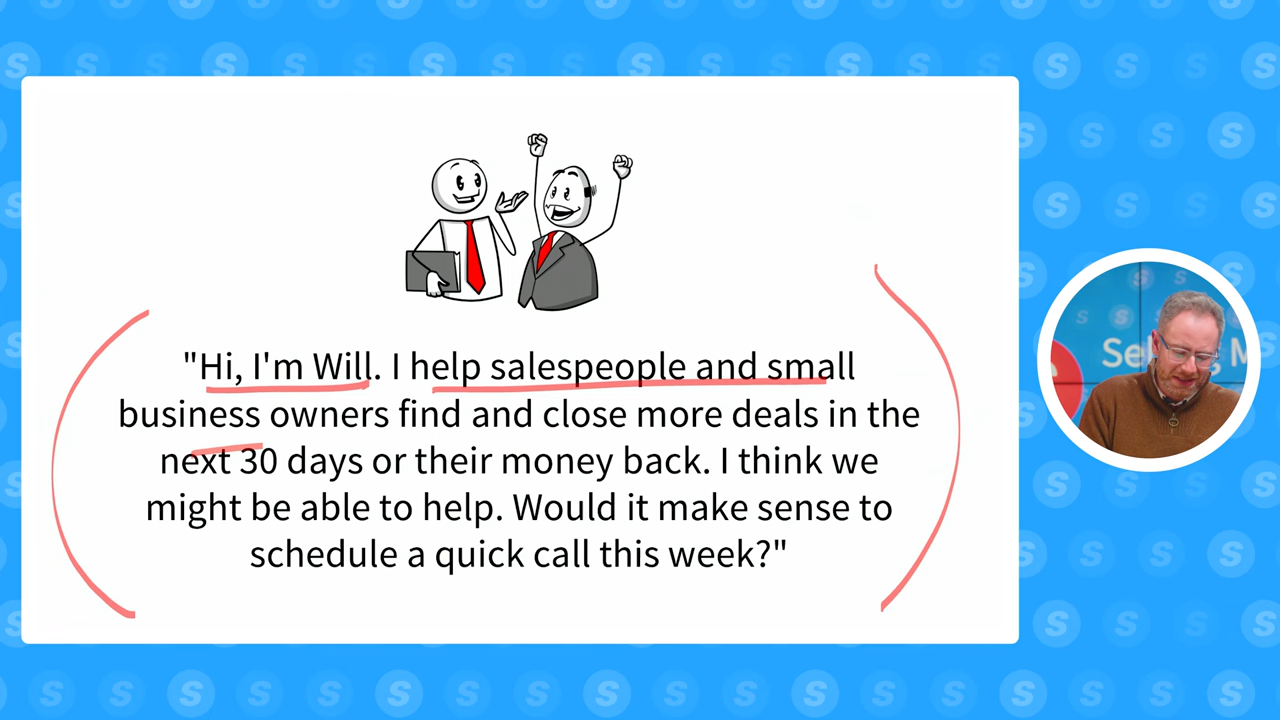 "Hi, I'm Will. I help salespeople and small
business owners find and close more deals in the
next 30 days or their money back. I think we
might be able to help. Would it make sense to
schedule a quick call this week?"